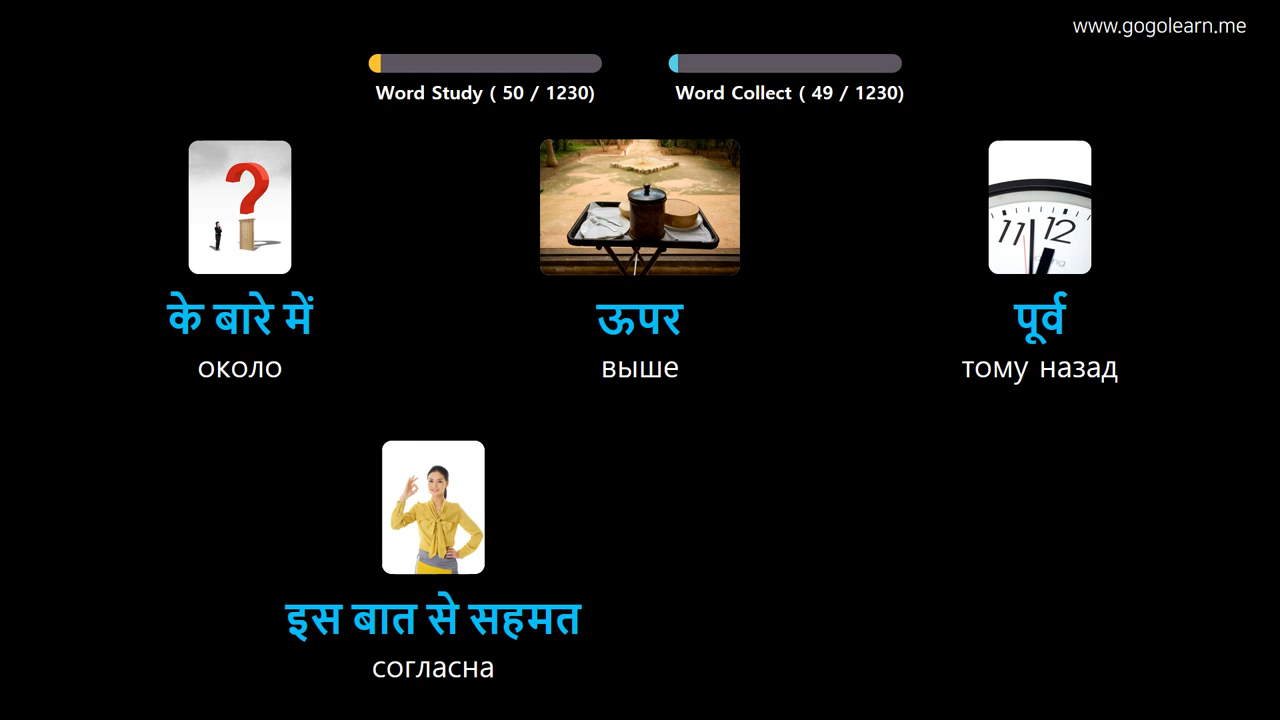 www.gogolearn.me
Word Study ( 50 / 1230)
Word Collect ( 49 / 1230)
के बारे में
около
ऊपर
выше
पूर्व
тому назад
इस बात से सहमत
согласна